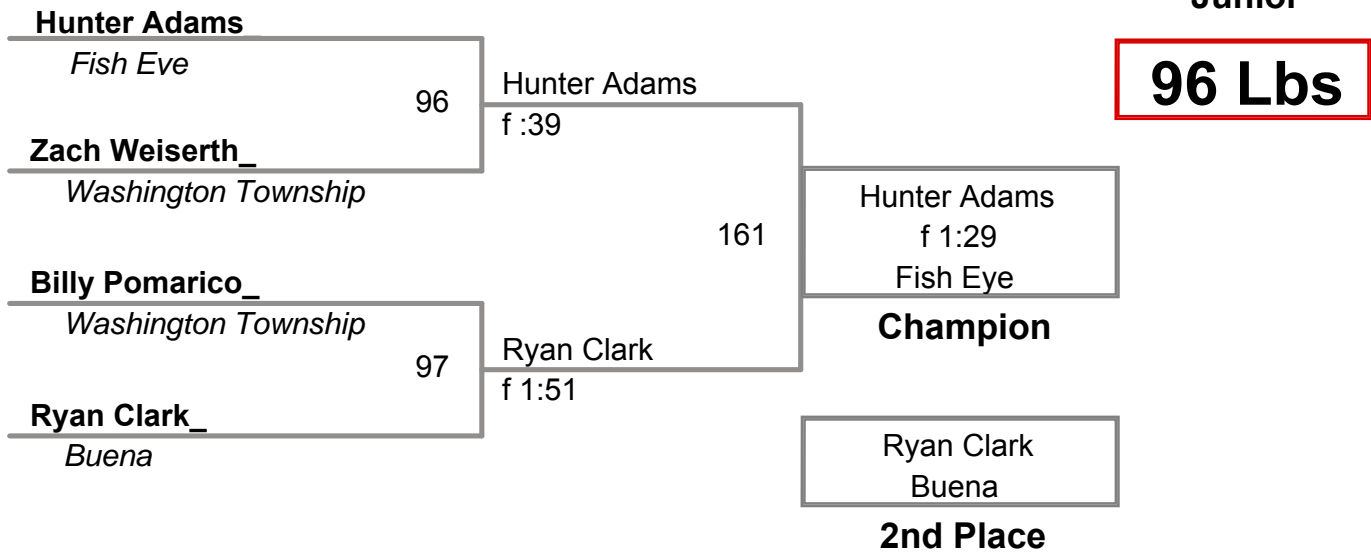 Junior
96 Lbs
Hunter Adams_
Fish Eye
96
Hunter Adams
f :39
Zach Weiserth_
Washington Township
161
Hunter Adams
f 1:29
Fish Eye
Champion
Billy Pomarico_
Washington Township
97
Ryan Clark
f 1:51
Ryan Clark_
Buena
Ryan Clark
Buena
2nd Place